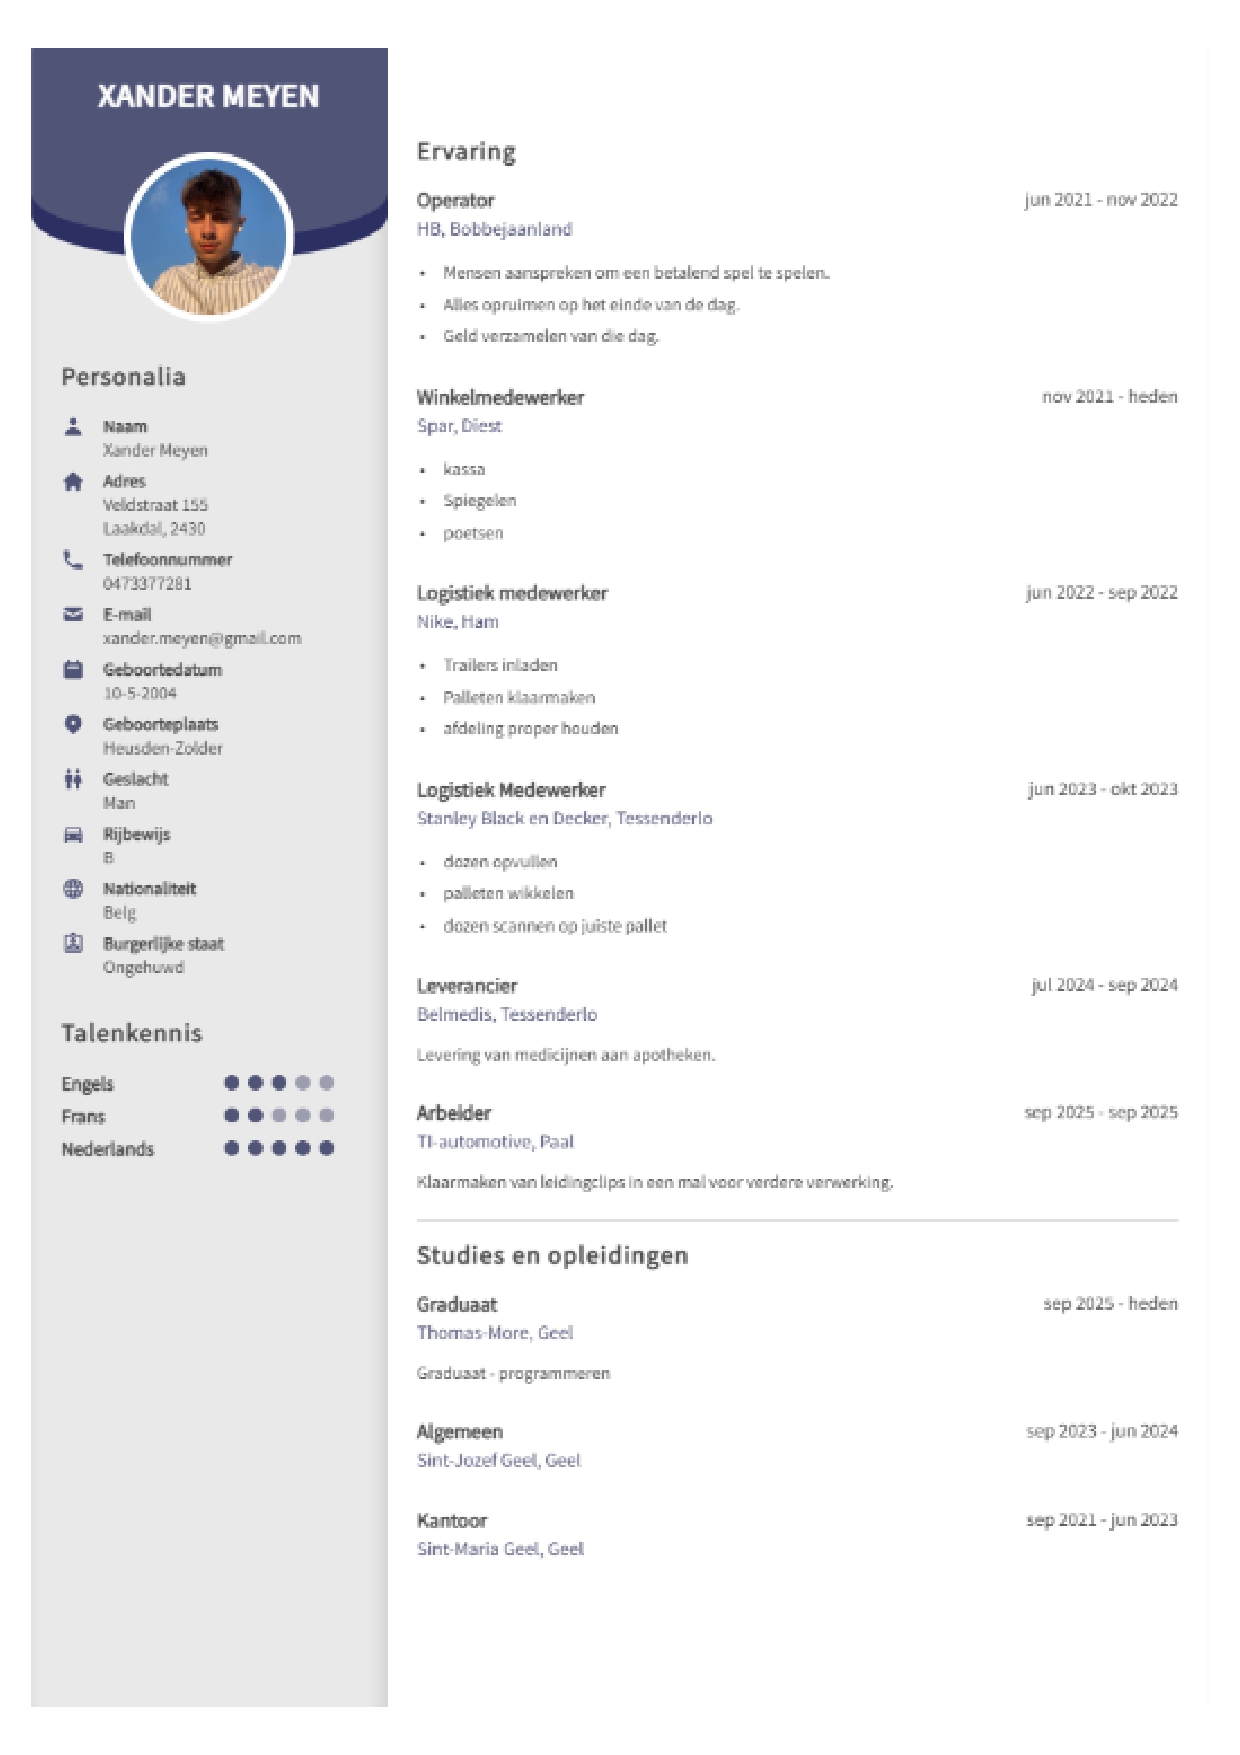 XANDER MEYEN
Personalia
Naam
Xander Meyen
Adres
Veldstraat 155
Laakdal, 2430
Telefoonnummer
0473377281
E-mail
xander.meyen@gmail.com
Geboortedatum
10-5-2004
Geboorteplaats
Heusden-Zolder
Geslacht
Man
Rijbewijs
B
Nationaliteit
Belg
Burgerlijke staat
Ongehuwd
Talenkennis
Engels
Frans
Nederlands
Ervaring
Operator jun 2021 - nov 2022
HB, Bobbejaanland
• Mensen aanspreken om een betalend spel te spelen.
• Alles opruimen op het einde van de dag.
• Geld verzamelen van die dag.
Winkelmedewerker nov 2021 - heden
Spar, Diest
• kassa
• Spiegelen
• poetsen
Logistiek medewerker jun 2022 - sep 2022
Nike, Ham
• Trailers inladen
• Palleten klaarmaken
• afdeling proper houden
Logistiek Medewerker jun 2023 - okt 2023
Stanley Black en Decker, Tessenderlo
• dozen opvullen
• palleten wikkelen
• dozen scannen op juiste pallet
Leverancier jul 2024 - sep 2024
Belmedis, Tessenderlo
Levering van medicijnen aan apotheken.
Arbeider sep 2025 - sep 2025
TI-automotive, Paal
Klaarmaken van leidingclips in een mal voor verdere verwerking.
Studies en opleidingen
Graduaat sep 2025 - heden
Thomas-More, Geel
Graduaat - programmeren
Algemeen sep 2023 - jun 2024
Sint-Jozef Geel, Geel
Kantoor sep 2021 - jun 2023
Sint-Maria Geel, Geel